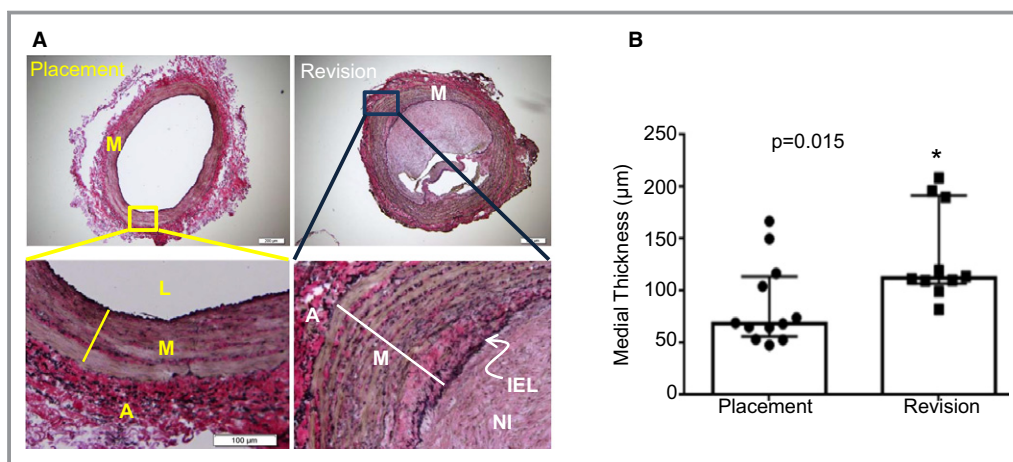 A
Placement
M
Revision
M
L
M
A
100 µm
A
M
IEL
NI
B
250
200
150
100
50
0
Medial Thickness (µm)
p=0.015
*
Placement
Revision